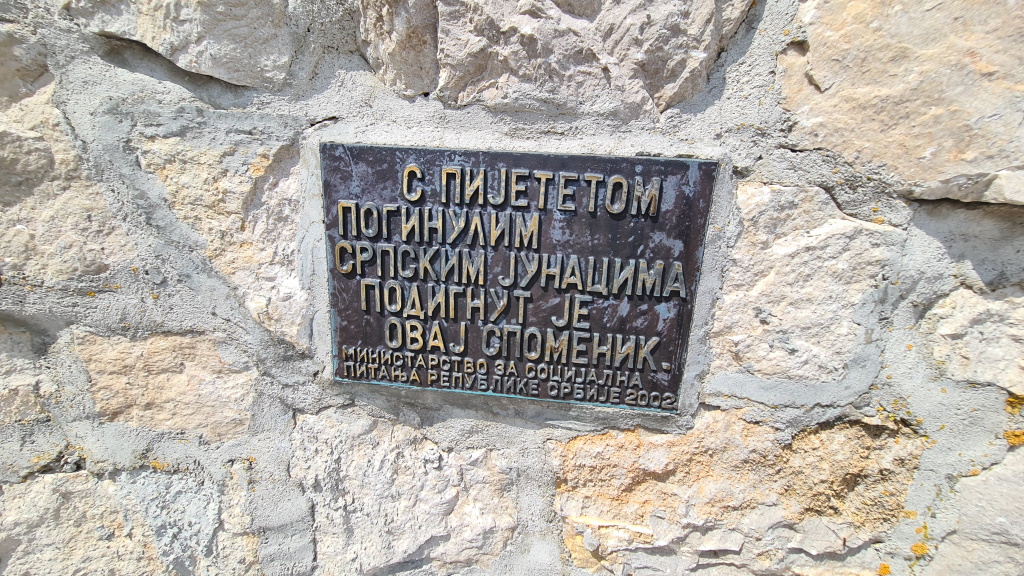 С ПИЈЕТЕТОМ
ПОГИНУЛИМ
СРПСКИМ ЈУНАЦИМА
ПОДИГНУТ ЈЕ
ОВАЈ СПОМЕНИК.
МИНИСТАРСТВО ЗА СОЦИЈАЛНА
ПИТАЊА РЕПУБЛИКЕ СРБИЈЕ 2002